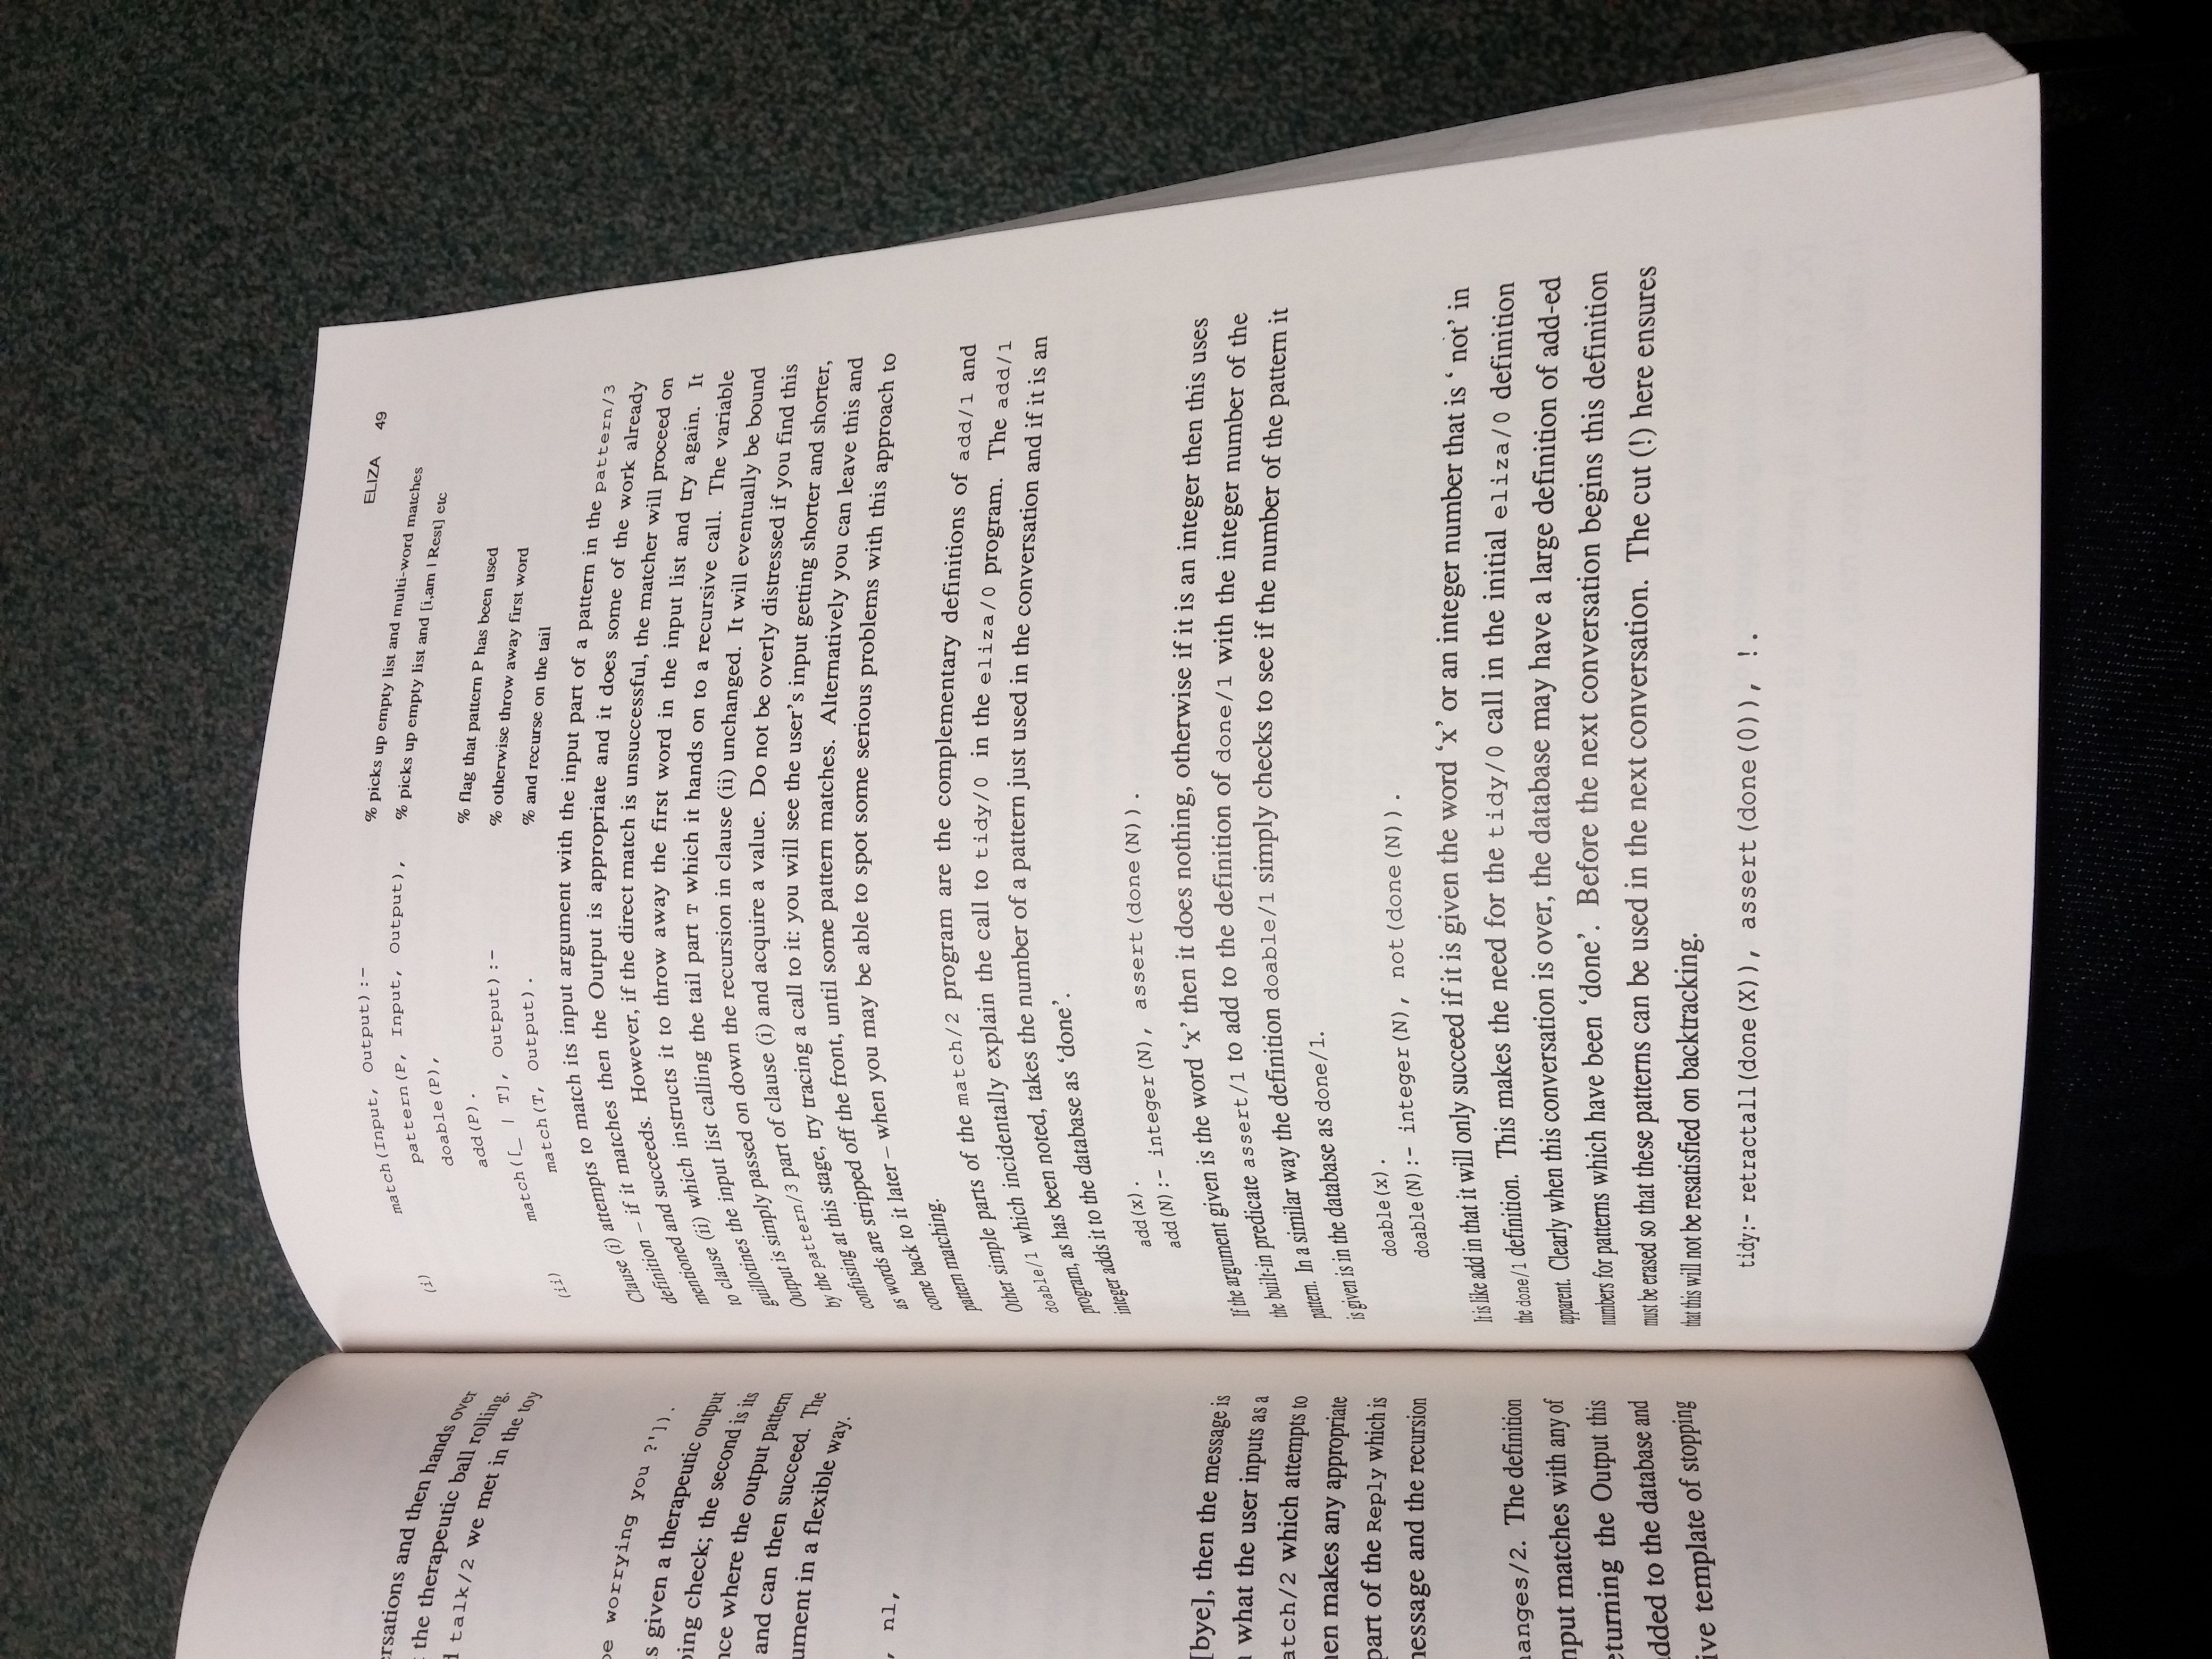 ersations and then hands over
the therapeutic ball rolling.
talk/2 we met in the toy
be worrying you ?']).
s given a therapeutic output
ping check; the second is its
nce where the output pattern
and can then succeed. The
ument in a flexible way.
, nl,
[bye], then the message is
what the user inputs as a
atch/2 which attempts to
hen makes any appropriate
part of the Reply which is
message and the recursion
hanges/2. The definition
nput matches with any of
eturning the Output this
added to the database and
ive template of stopping
ELIZA 49
(i) match(Input, Output):- % picks up empty list and multi-word matches
pattern(P, Input, Output), % picks up empty list and [i,am | Rest] etc
doable(P),
add(P). % flag that pattern P has been used
(ii) match([_ | T], Output):- % otherwise throw away first word
match(T, Output). % and recurse on the tail
Clause (i) attempts to match its input argument with the input part of a pattern in the pattern/3
definition – if it matches then the Output is appropriate and it does some of the work already
mentioned and succeeds. However, if the direct match is unsuccessful, the matcher will proceed on
to clause (ii) which instructs it to throw away the first word in the input list and try again. It
guillotines the input list calling the tail part T which it hands on to a recursive call. The variable
Output is simply passed on down the recursion in clause (ii) unchanged. It will eventually be bound
by the pattern/3 part of clause (i) and acquire a value. Do not be overly distressed if you find this
confusing at this stage, try tracing a call to it: you will see the user's input getting shorter and shorter,
as words are stripped off the front, until some pattern matches. Alternatively you can leave this and
come back to it later – when you may be able to spot some serious problems with this approach to
pattern matching.
Other simple parts of the match/2 program are the complementary definitions of add/1 and
doable/1 which incidentally explain the call to tidy/0 in the eliza/0 program. The add/1
program, as has been noted, takes the number of a pattern just used in the conversation and if it is an
integer adds it to the database as ‘done’.
add(x).
add(N):- integer(N), assert(done(N)).
If the argument given is the word ‘x’ then it does nothing, otherwise if it is an integer then this uses
the built-in predicate assert/1 to add to the definition of done/1 with the integer number of the
pattern. In a similar way the definition doable/1 simply checks to see if the number of the pattern it
is given is in the database as done/1.
doable(x).
doable(N):- integer(N), not(done(N)).
It is like add in that it will only succeed if it is given the word ‘x’ or an integer number that is ‘ not’ in
the done/1 definition. This makes the need for the tidy/0 call in the initial eliza/0 definition
apparent. Clearly when this conversation is over, the database may have a large definition of add-ed
numbers for patterns which have been ‘done’. Before the next conversation begins this definition
must be erased so that these patterns can be used in the next conversation. The cut (!) here ensures
that this will not be resatisfied on backtracking.
tidy:- retractall(done(X)), assert(done(0)), !.